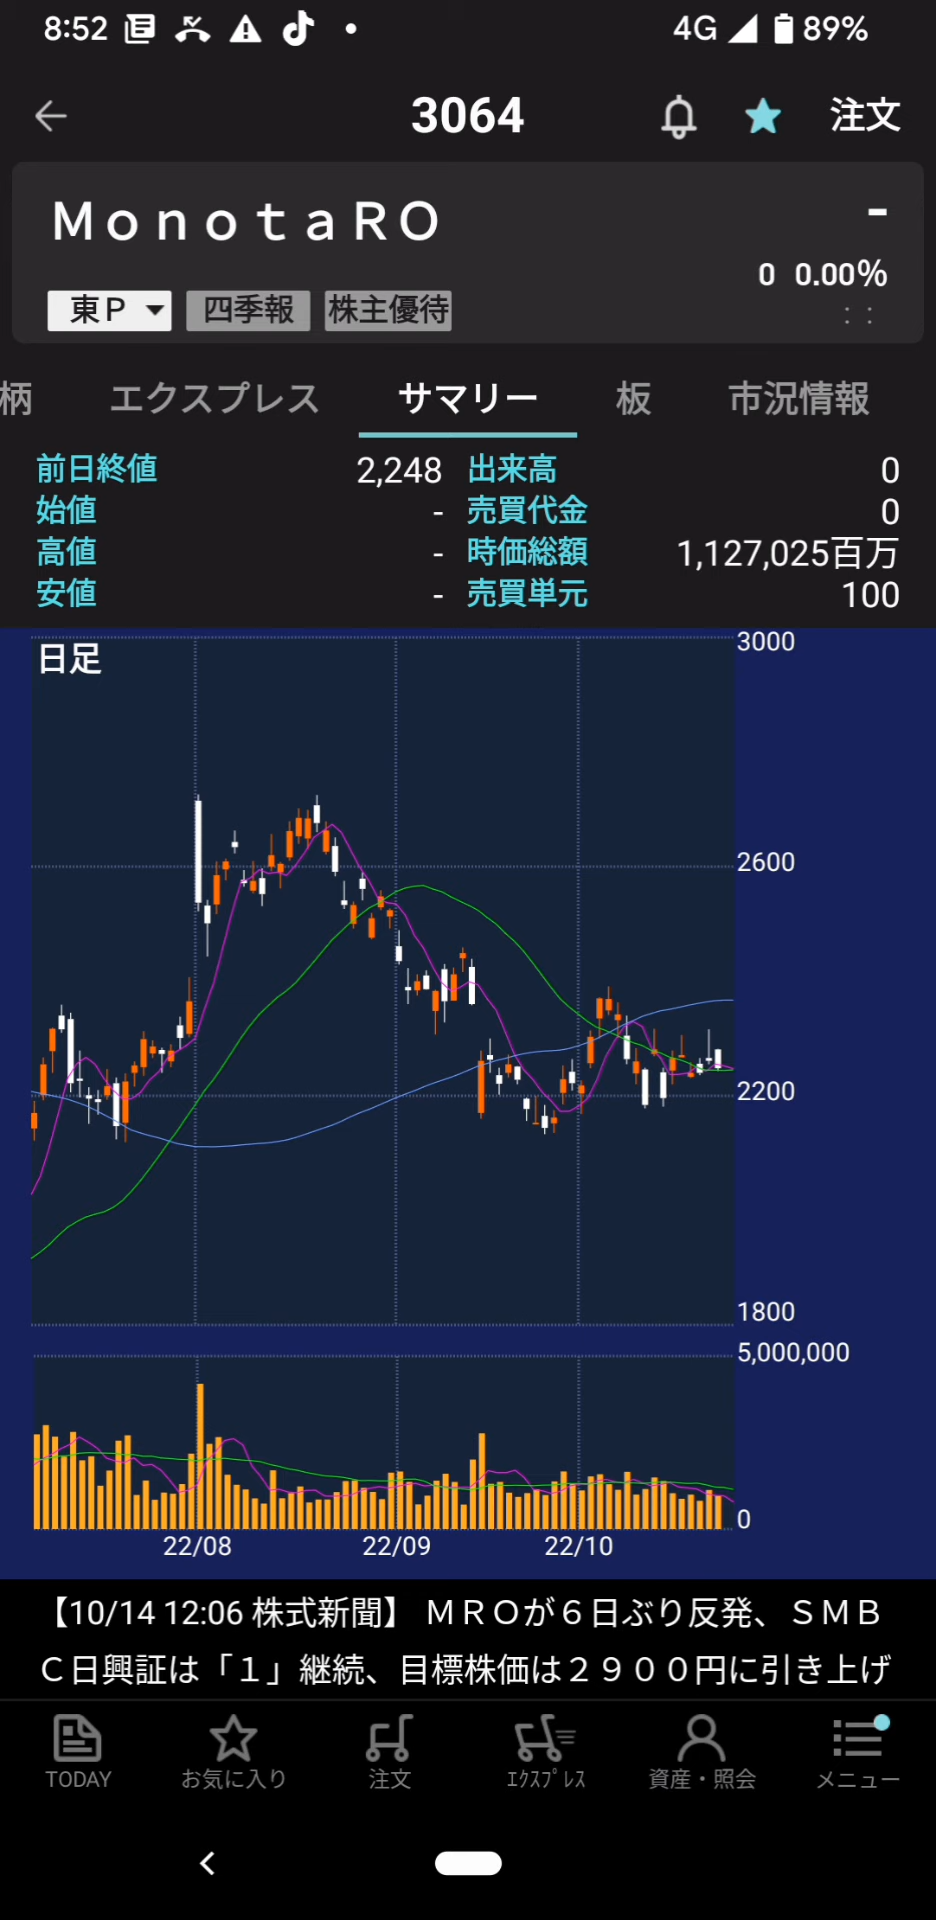 8:52 4G 89%
3064 注文
ＭｏｎｏｔａＲＯ -
0 0.00%
東Ｐ 四季報 株主優待 : :
柄 エクスプレス サマリー 板 市況情報
前日終値 2,248 出来高 0
始値 - 売買代金 0
高値 - 時価総額 1,127,025百万
安値 - 売買単元 100
日足
3000
2600
2200
1800
5,000,000
0
22/08 22/09 22/10
【10/14 12:06 株式新聞】 ＭＲＯが６日ぶり反発、ＳＭＢ
Ｃ日興証は「１」継続、目標株価は２９００円に引き上げ
TODAY お気に入り 注文 ｴｸｽﾌﾟﾚｽ 資産・照会 メニュー